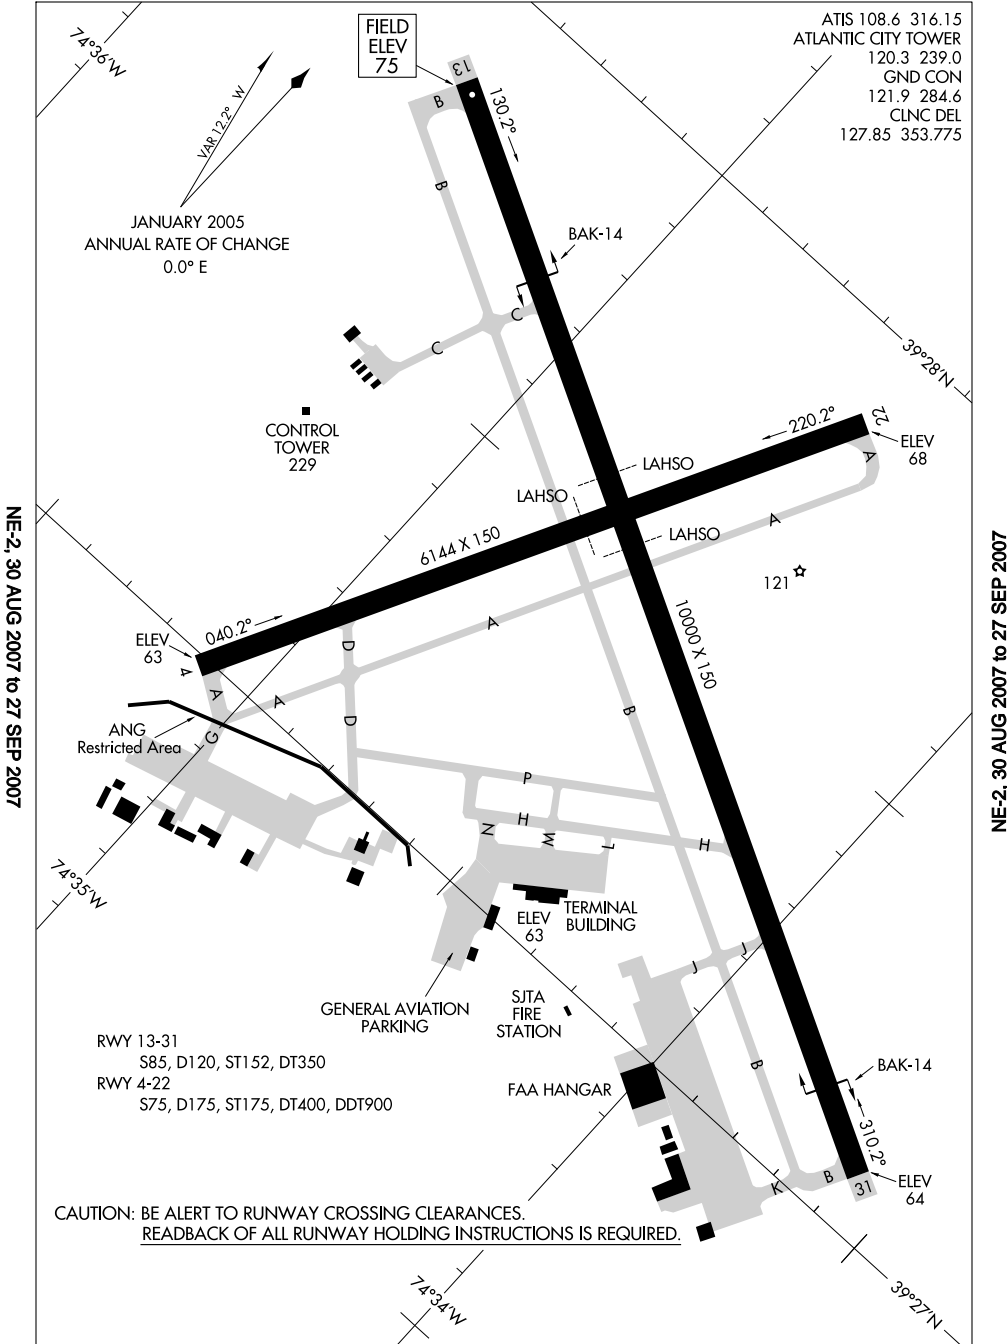 ATIS 108.6 316.15
ATLANTIC CITY TOWER
120.3 239.0
GND CON
121.9 284.6
CLNC DEL
127.85 353.775
FIELD
ELEV
75
74°36'W
VAR 12.2° W
JANUARY 2005
ANNUAL RATE OF CHANGE
0.0° E
13
130.2°
B
B
BAK-14
C
C
39°28'N
CONTROL
TOWER
229
22
220.2°
ELEV
68
A
LAHSO
LAHSO
LAHSO
A
6144 X 150
121
10000 X 150
040.2°
ELEV
63
4
A
A
A
D
D
G
B
ANG
Restricted Area
P
H
H
N
M
L
74°35'W
TERMINAL
BUILDING
ELEV
63
J
J
GENERAL AVIATION
PARKING
SJTA
FIRE
STATION
RWY 13-31
S85, D120, ST152, DT350
RWY 4-22
S75, D175, ST175, DT400, DDT900
FAA HANGAR
B
BAK-14
310.2°
K
B
31
ELEV
64
CAUTION: BE ALERT TO RUNWAY CROSSING CLEARANCES.
READBACK OF ALL RUNWAY HOLDING INSTRUCTIONS IS REQUIRED.
74°34'W
39°27'N
NE-2, 30 AUG 2007 to 27 SEP 2007
NE-2, 30 AUG 2007 to 27 SEP 2007